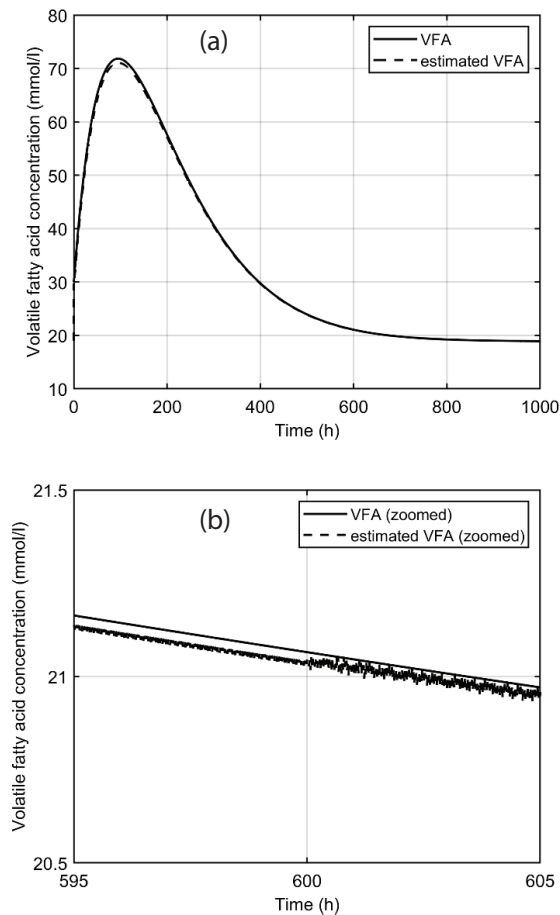 (a)
VFA
estimated VFA
Volatile fatty acid concentration (mmol/l)
80
70
60
50
40
30
20
10
0
200
400
600
800
1000
Time (h)
(b)
VFA (zoomed)
estimated VFA (zoomed)
Volatile fatty acid concentration (mmol/l)
21.5
21
20.5
595
600
605
Time (h)